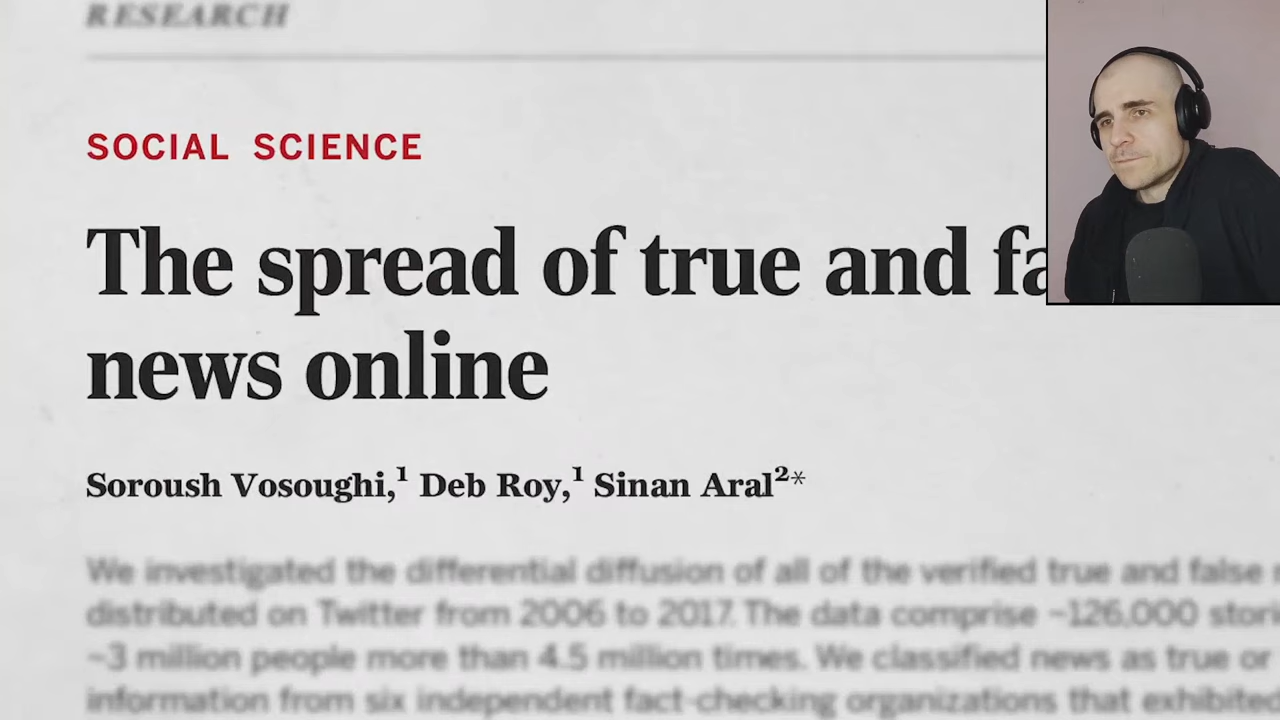 RESEARCH
SOCIAL SCIENCE
The spread of true and fa
news online
Soroush Vosoughi,¹ Deb Roy,¹ Sinan Aral²*
We investigated the differential diffusion of all of the verified true and false
distributed on Twitter from 2006 to 2017. The data comprise ~126,000 stori
~3 million people more than 4.5 million times. We classified news as true or
information from six independent fact-checking organizations that exhibited